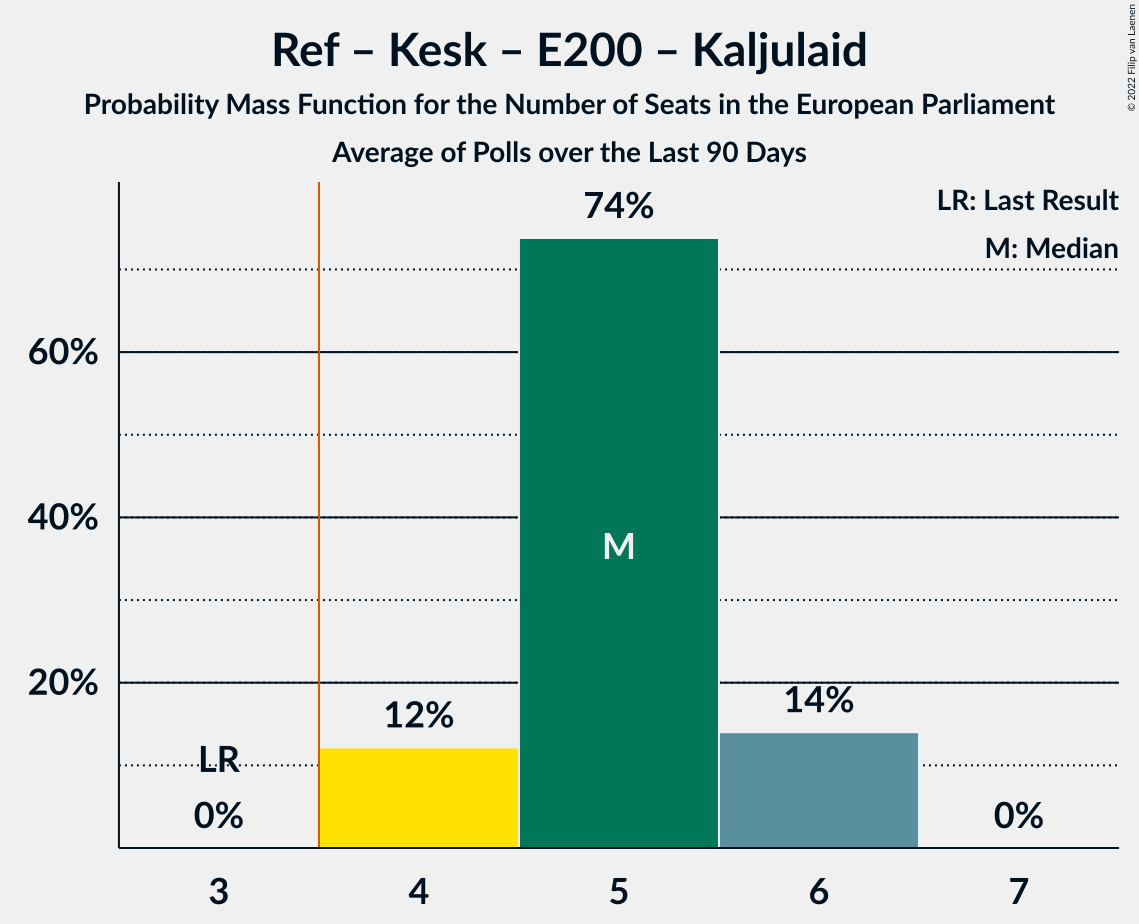 Ref – Kesk – E200 – Kaljulaid
Probability Mass Function for the Number of Seats in the European Parliament
Average of Polls over the Last 90 Days
© 2022 Filip van Laenen
LR: Last Result
M: Median
74%
60%
40%
20%
M
12%
14%
LR
0%
0%
3
4
5
6
7